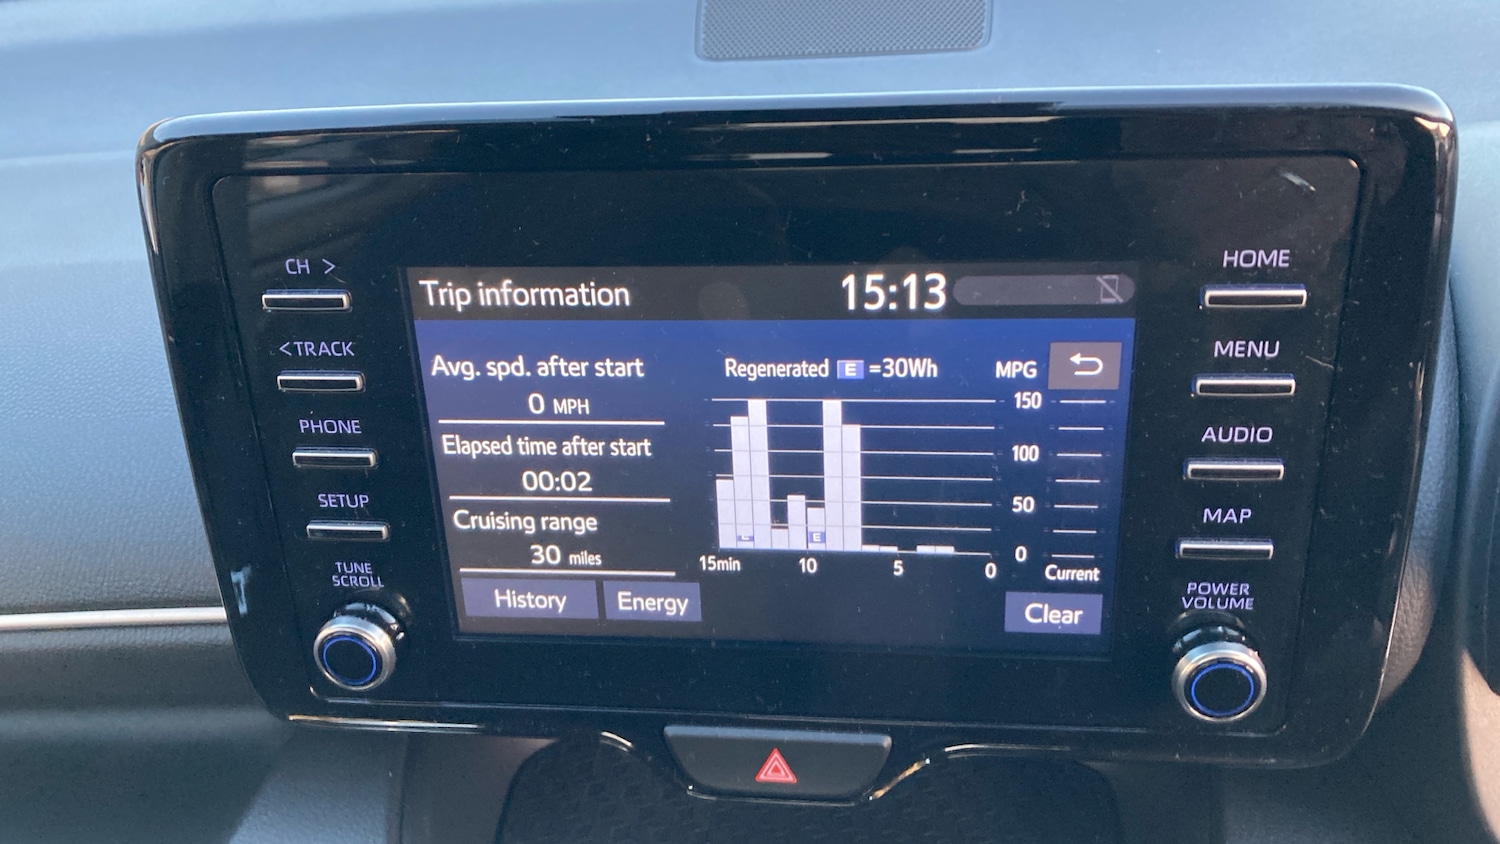 CH >
<TRACK
PHONE
SETUP
TUNE
SCROLL
Trip information
15:13
Avg. spd. after start
0 MPH
Elapsed time after start
00:02
Cruising range
30 miles
History
Energy
Regenerated E =30Wh
MPG
150
100
50
0
E
E
15min 10 5 0
Current
Clear
HOME
MENU
AUDIO
MAP
POWER
VOLUME